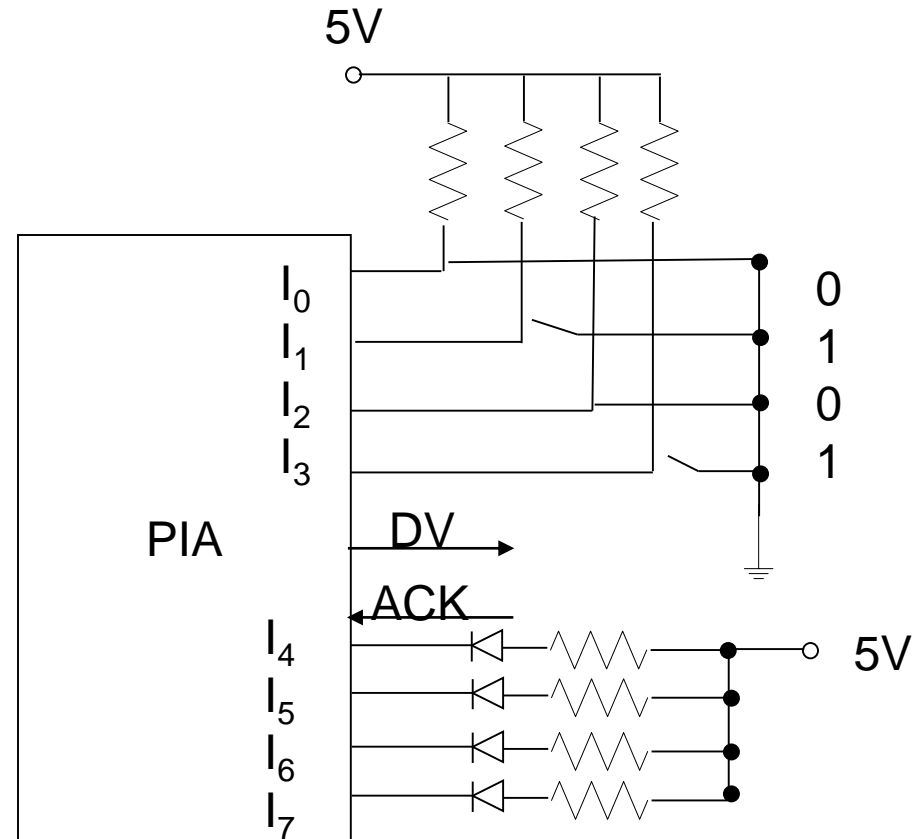 5V
I₀ 0
I₁ 1
I₂ 0
I₃ 1
PIA DV
ACK
I₄ 5V
I₅
I₆
I₇